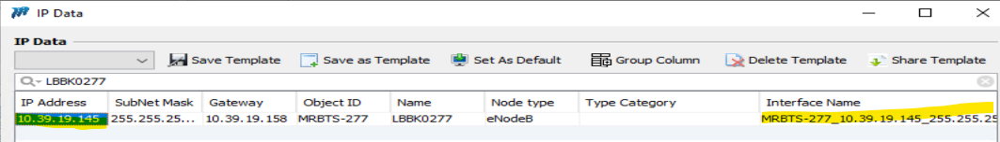 IP Data
IP Data
Save Template Save as Template Set As Default Group Column Delete Template Share Template
LBBK0277
IP Address SubNet Mask Gateway Object ID Name Node type Type Category Interface Name
10.39.19.145 255.255.25... 10.39.19.158 MRBTS-277 LBBK0277 eNodeB MRBTS-277_10.39.19.145_255.255.25